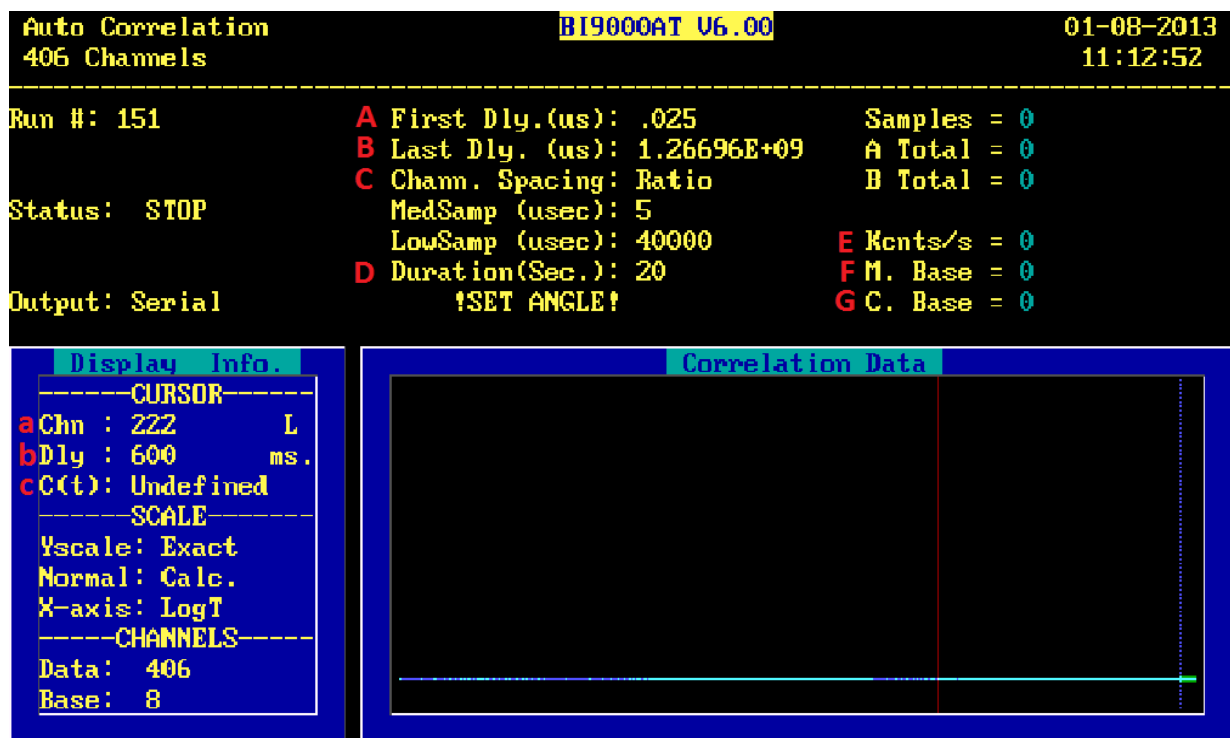 Auto Correlation BI9000AT V6.00 01-08-2013
406 Channels 11:12:52
Run #: 151 A First Dly.(us): .025 Samples = 0
B Last Dly. (us): 1.26696E+09 A Total = 0
C Chann. Spacing: Ratio B Total = 0
Status: STOP MedSamp (usec): 5
LowSamp (usec): 40000 E Kcnts/s = 0
D Duration(Sec.): 20 F M. Base = 0
Output: Serial !SET ANGLE! G C. Base = 0
Display Info. Correlation Data
CURSOR
a Chn : 222 L
b Dly : 600 ms.
c C(t): Undefined
SCALE
Yscale: Exact
Normal: Calc.
X-axis: LogT
CHANNELS
Data: 406
Base: 8